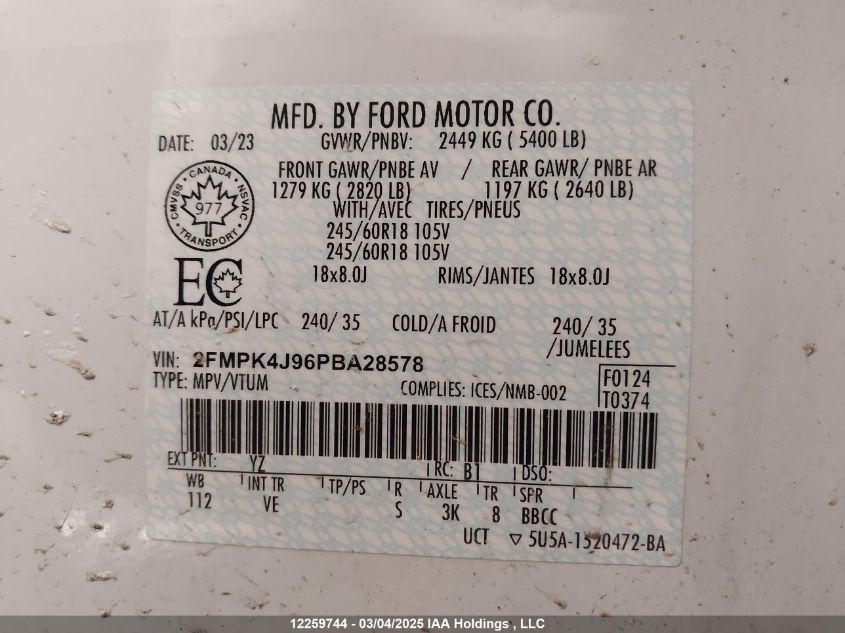 MFD. BY FORD MOTOR CO.
DATE: 03/23 GVWR/PNBV: 2449 KG ( 5400 LB)
FRONT GAWR/PNBE AV / REAR GAWR/ PNBE AR
1279 KG ( 2820 LB) 1197 KG ( 2640 LB)
WITH/AVEC TIRES/PNEUS
245/60R18 105V
245/60R18 105V
18x8.0J RIMS/JANTES 18x8.0J
CANADA
CMVSS 977 NSVAC
TRANSPORT
EC
AT/A kPa/PSI/LPC 240/ 35 COLD/A FROID 240/ 35
/JUMELEES
VIN: 2FMPK4J96PBA28578
TYPE: MPV/VTUM COMPLIES: ICES/NMB-002
F0124
T0374
EXT PNT: YZ RC: B1 DSO:
WB INT TR TP/PS R AXLE TR SPR
112 VE S 3K 8 BBCC
UCT ▽ 5U5A-1520472-BA
12259744 - 03/04/2025 IAA Holdings , LLC